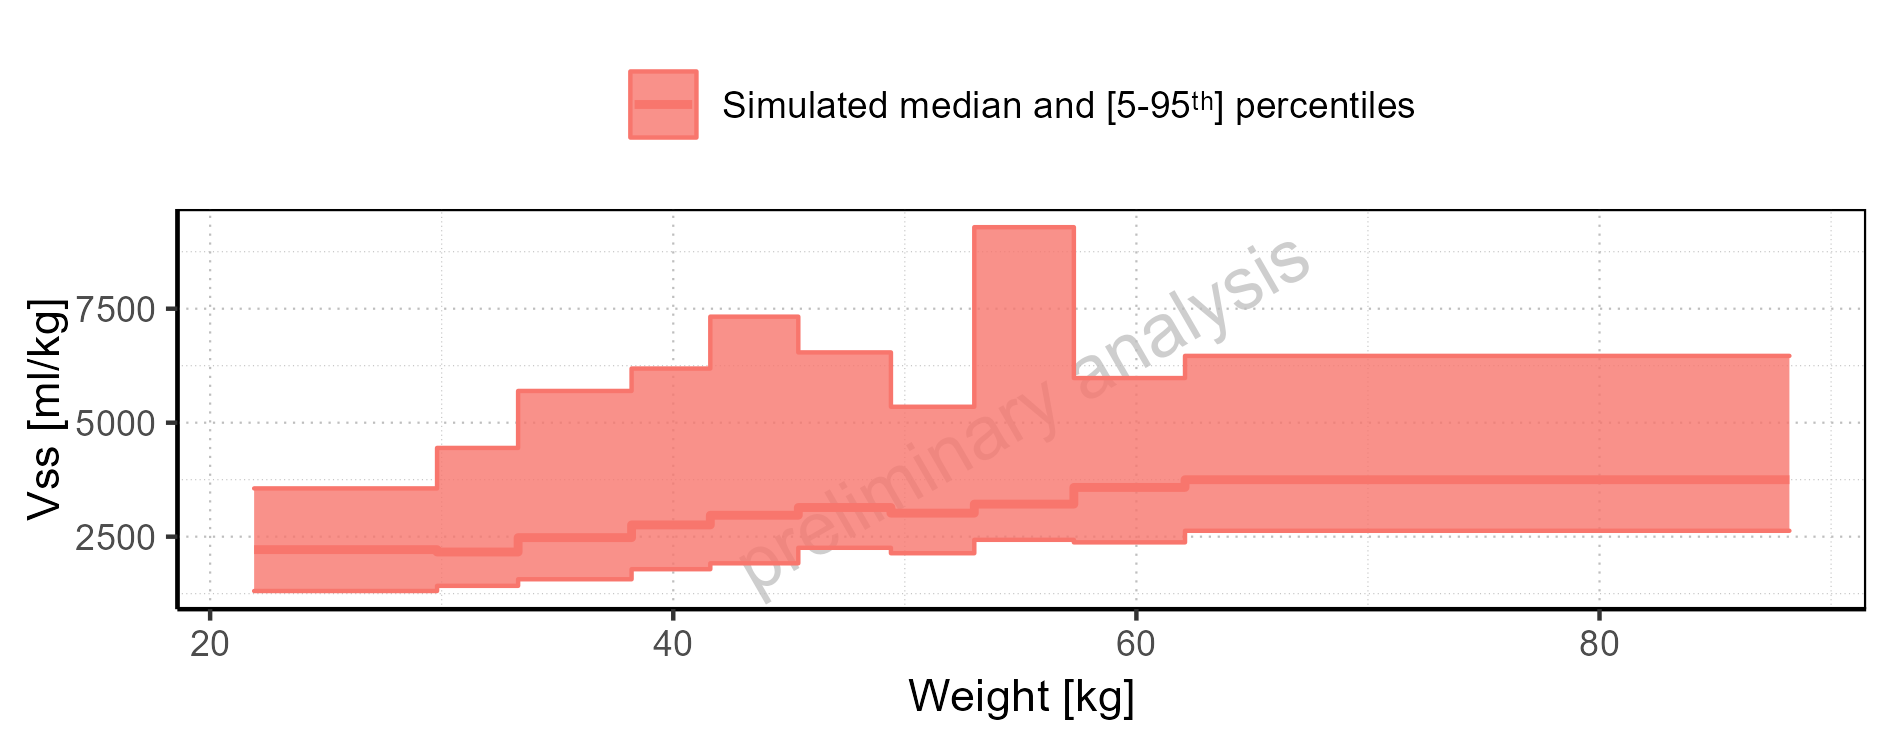 Simulated median and [5-95ᵗʰ] percentiles
Vss [ml/kg]
7500
5000
2500
preliminary analysis
20 40 60 80
Weight [kg]